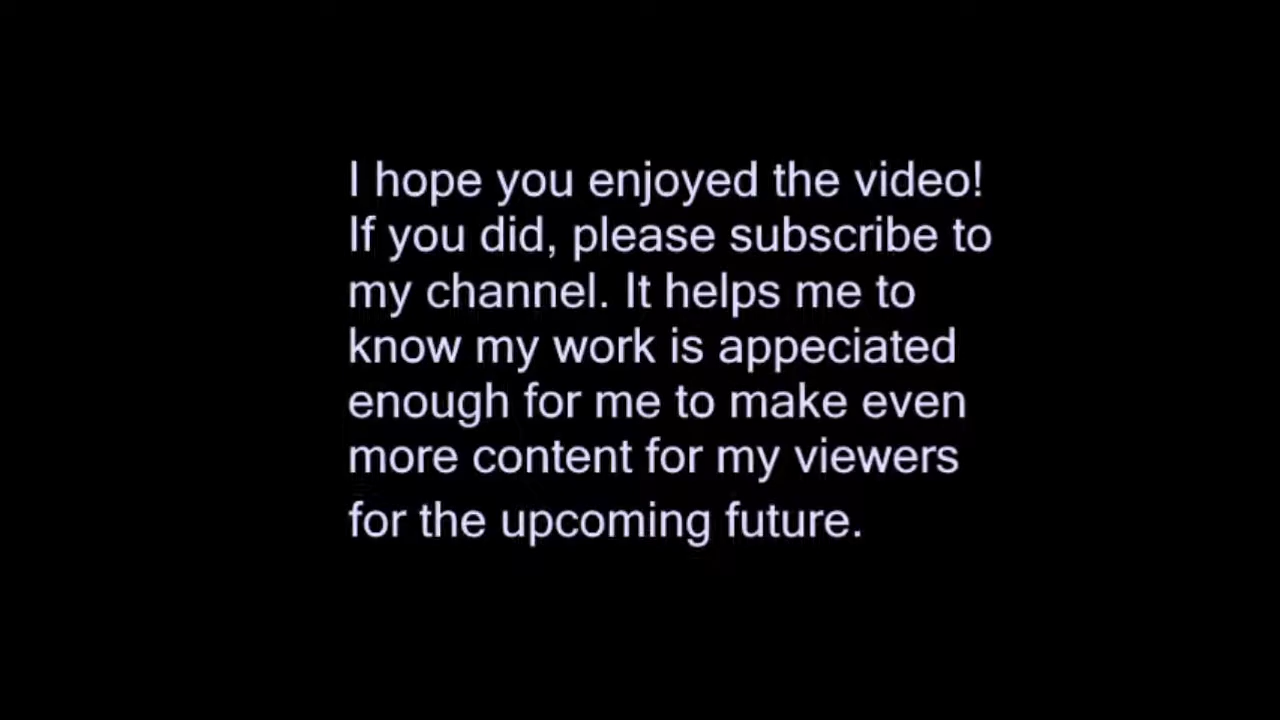 I hope you enjoyed the video!
If you did, please subscribe to
my channel. It helps me to
know my work is appeciated
enough for me to make even
more content for my viewers
for the upcoming future.